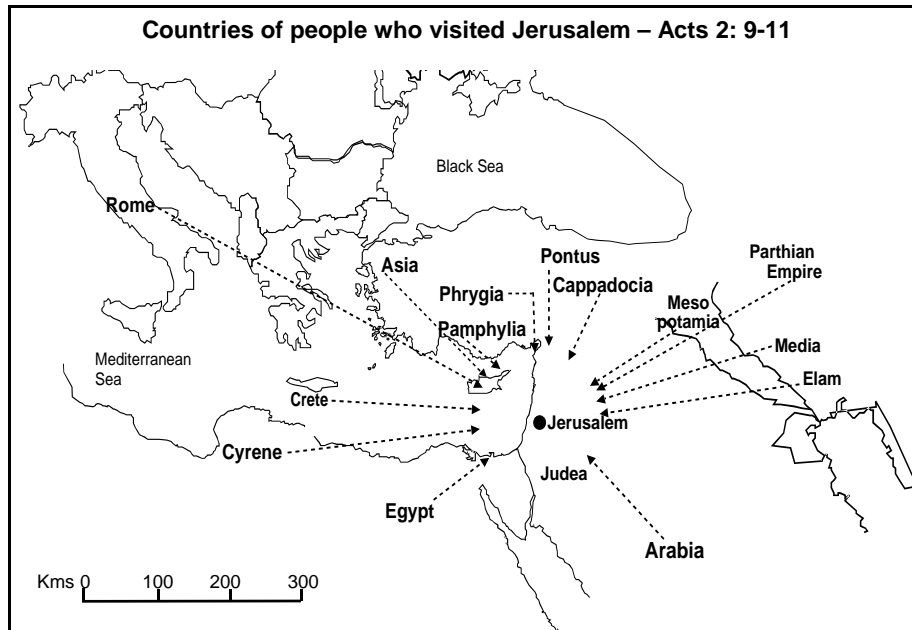 Countries of people who visited Jerusalem – Acts 2: 9-11
Black Sea
Rome
Asia
Pontus
Cappadocia
Parthian
Empire
Phrygia
Meso
potamia
Pamphylia
Mediterranean
Sea
Media
Elam
Crete
Jerusalem
Cyrene
Judea
Egypt
Arabia
Kms 0 100 200 300